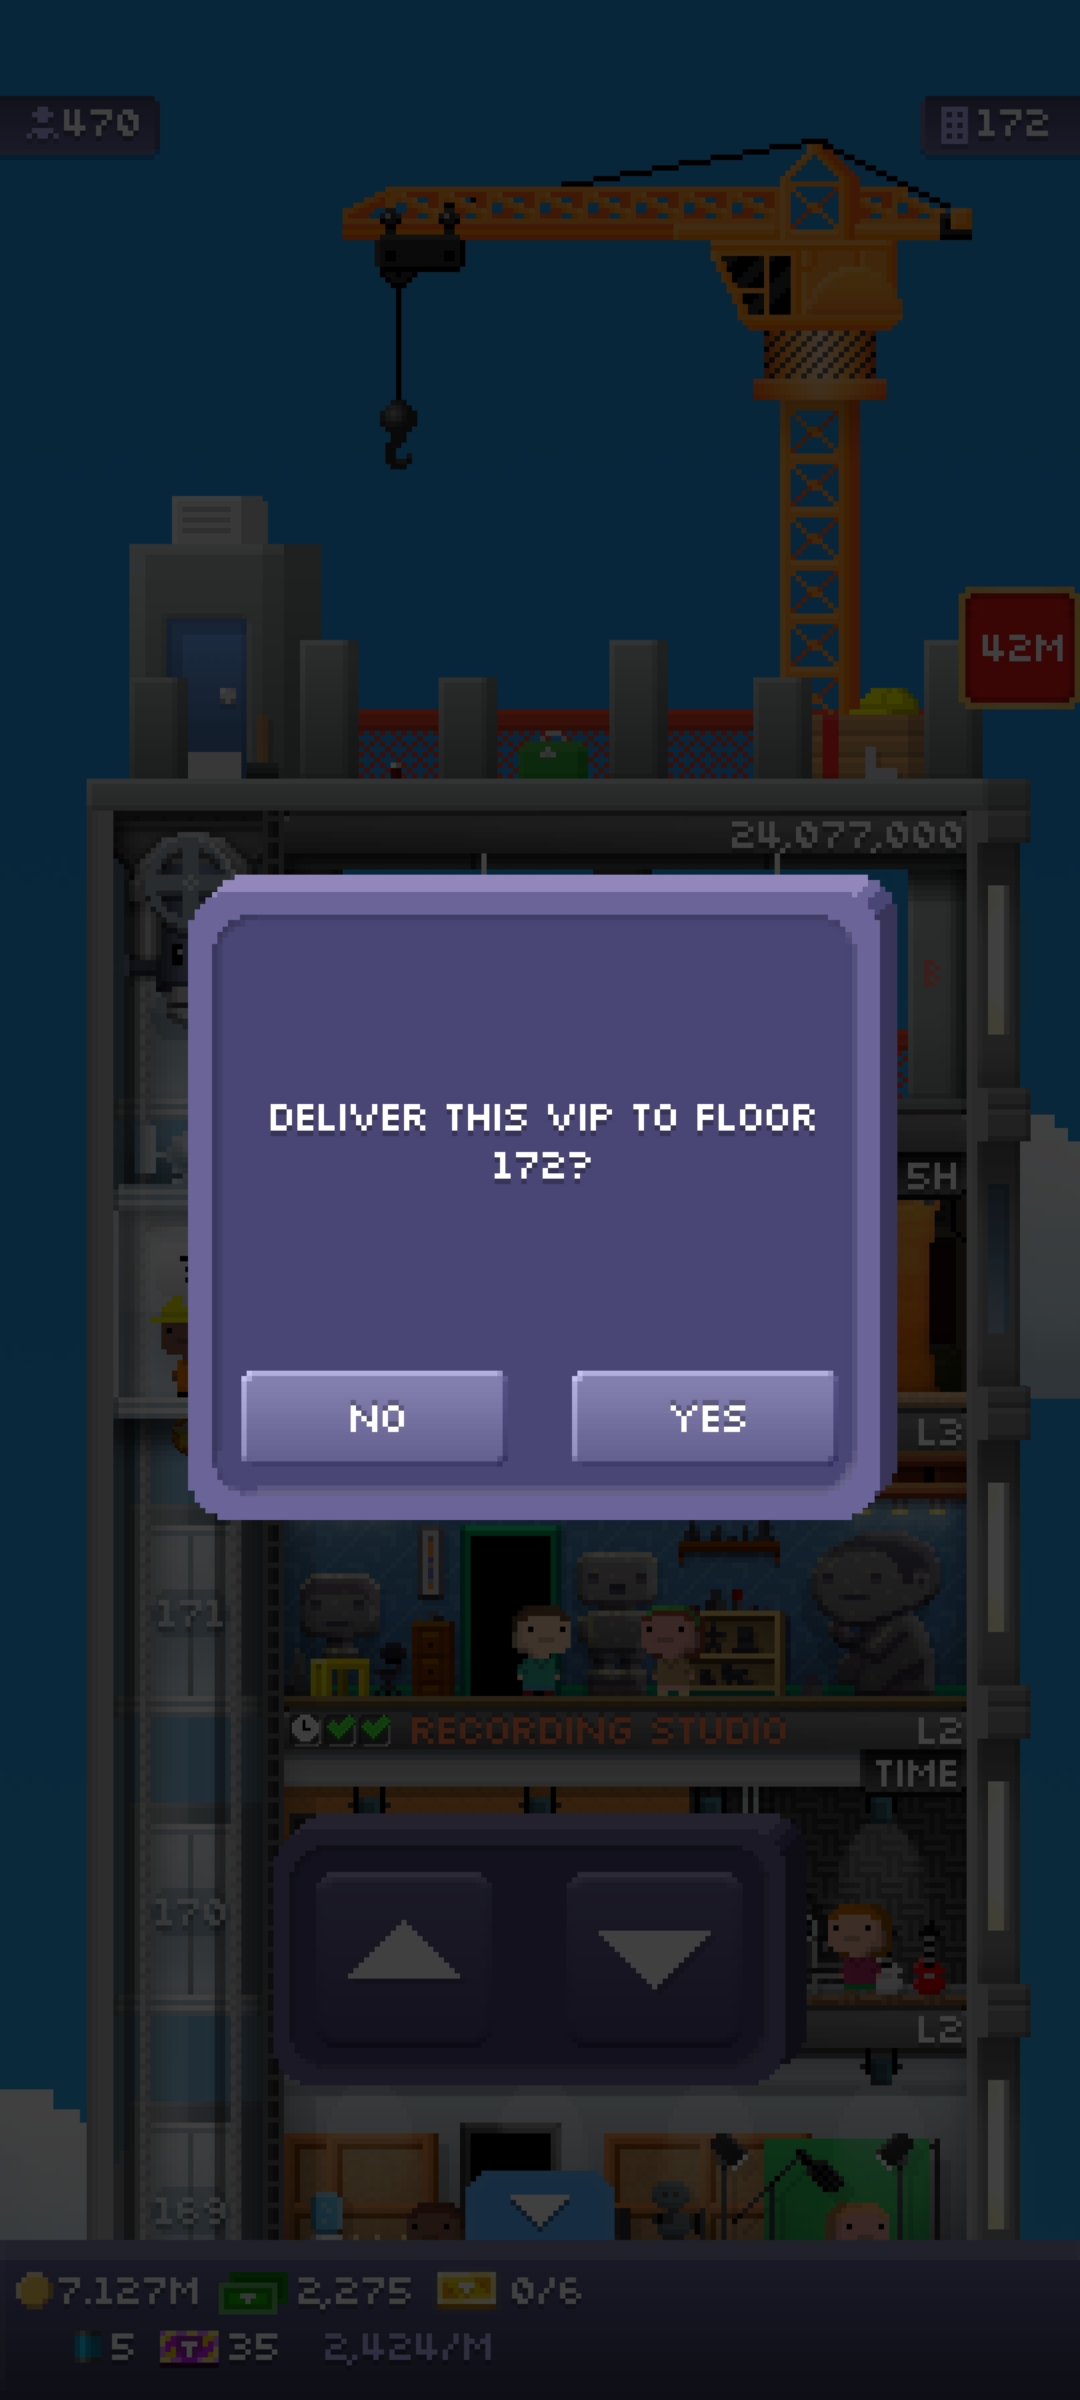 470
172
42M
24,077,000
DELIVER THIS VIP TO FLOOR
172?
NO
YES
5H
L3
171
RECORDING STUDIO
L2
TIME
170
L2
169
7.127M
2,275
0/6
5
35
2,424/M